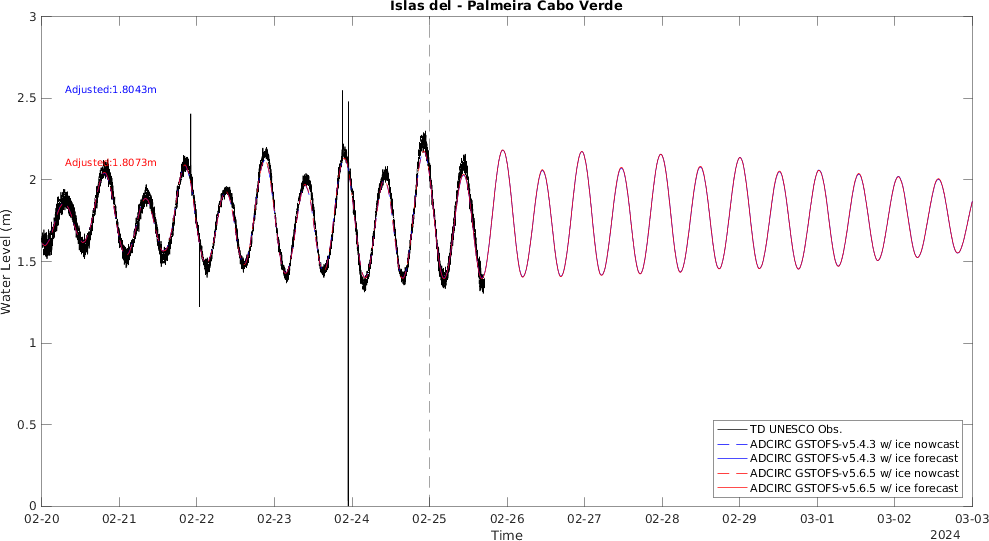 Islas del - Palmeira Cabo Verde
3
2.5
2
1.5
1
0.5
0
Water Level (m)
Adjusted:1.8043m
Adjusted:1.8073m
TD UNESCO Obs.
ADCIRC GSTOFS-v5.4.3 w/ ice nowcast
ADCIRC GSTOFS-v5.4.3 w/ ice forecast
ADCIRC GSTOFS-v5.6.5 w/ ice nowcast
ADCIRC GSTOFS-v5.6.5 w/ ice forecast
02-20 02-21 02-22 02-23 02-24 02-25 02-26 02-27 02-28 02-29 03-01 03-02 03-03
Time
2024